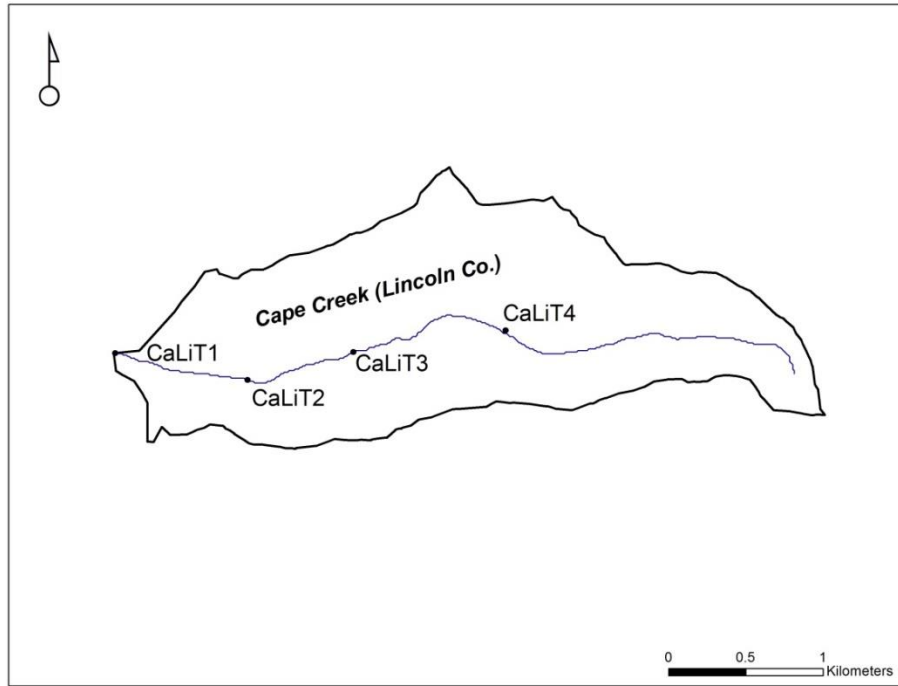 Cape Creek (Lincoln Co.)
CaLiT4
CaLiT1
CaLiT3
CaLiT2
0 0.5 1
Kilometers